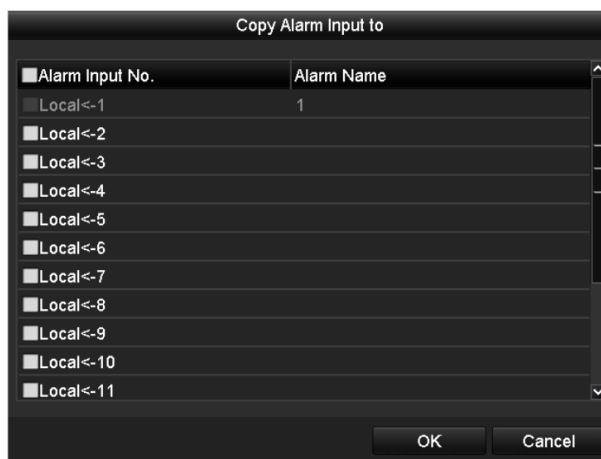 Copy Alarm Input to
Alarm Input No. Alarm Name
Local<-1 1
Local<-2
Local<-3
Local<-4
Local<-5
Local<-6
Local<-7
Local<-8
Local<-9
Local<-10
Local<-11
OK Cancel